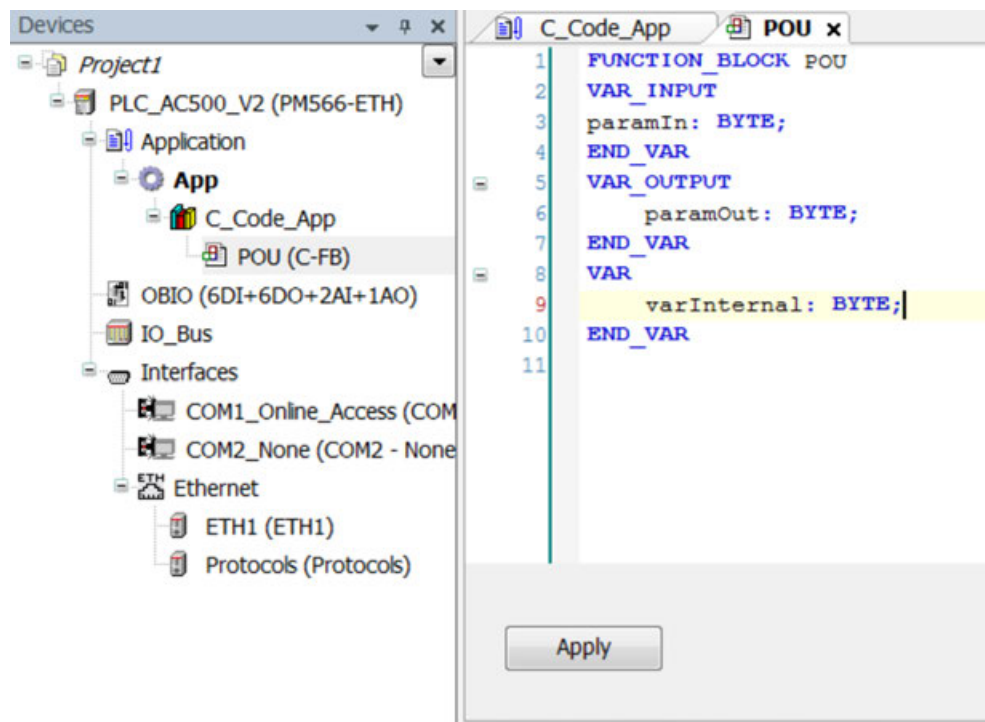 Devices
Project1
PLC_AC500_V2 (PM566-ETH)
Application
App
C_Code_App
POU (C-FB)
OBIO (6DI+6DO+2AI+1AO)
IO_Bus
Interfaces
COM1_Online_Access (COM
COM2_None (COM2 - None
ETH
Ethernet
ETH1 (ETH1)
Protocols (Protocols)
C_Code_App POU
1 FUNCTION_BLOCK POU
2 VAR_INPUT
3 paramIn: BYTE;
4 END_VAR
5 VAR_OUTPUT
6 paramOut: BYTE;
7 END_VAR
8 VAR
9 varInternal: BYTE;
10 END_VAR
11
Apply